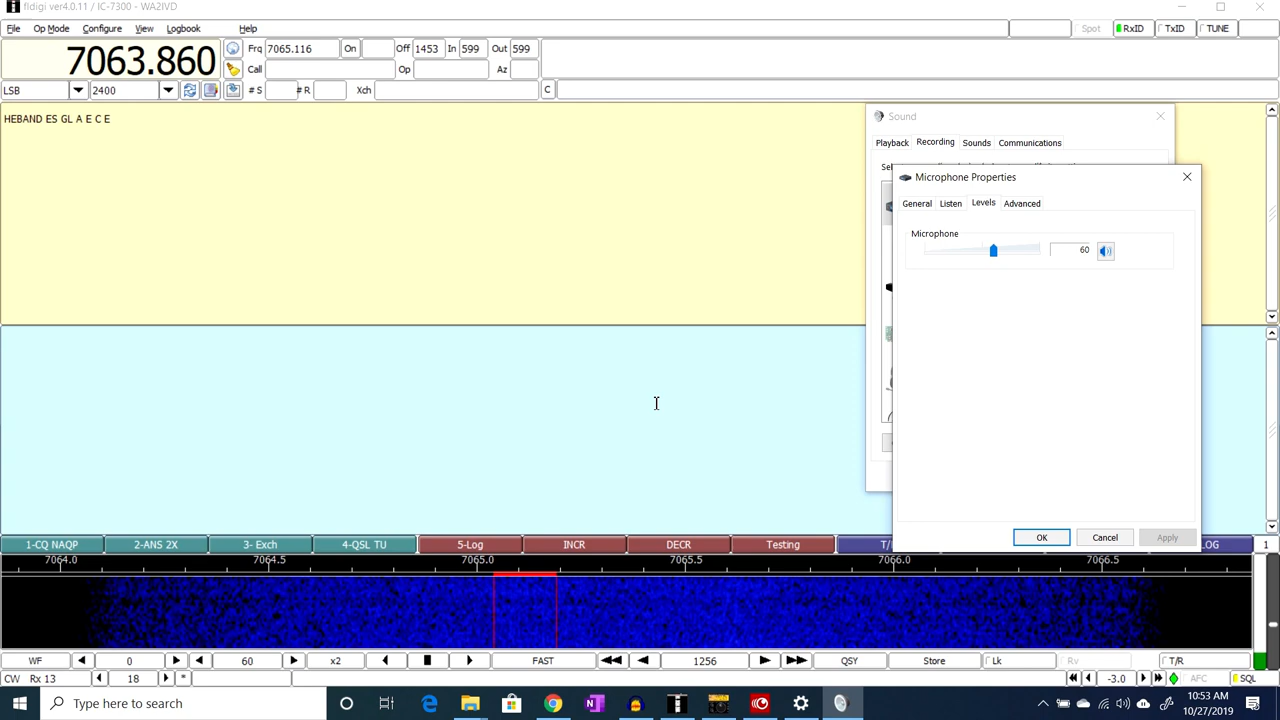 fldigi ver4.0.11 / IC-7300 - WA2IVD
File Op Mode Configure View Logbook Help
Spot RxID TxID TUNE
7063.860
Frq 7065.116 On Off 1453 In 599 Out 599
Call Op Az
LSB 2400 # S # R Xch C
HEBAND ES GL A E C E
Sound
Playback Recording Sounds Communications
Microphone Properties
General Listen Levels Advanced
Microphone
60
OK Cancel Apply
1-CQ NAQP 2-ANS 2X 3- Exch 4-QSL TU 5-Log INCR DECR Testing 1
7064.0 7064.5 7065.0 7065.5 7066.0 7066.5
WF 0 60 x2 FAST 1256 QSY Store Lk Rv T/R
CW Rx 13 18 * -3.0 AFC SQL
Type here to search
10:53 AM
10/27/2019